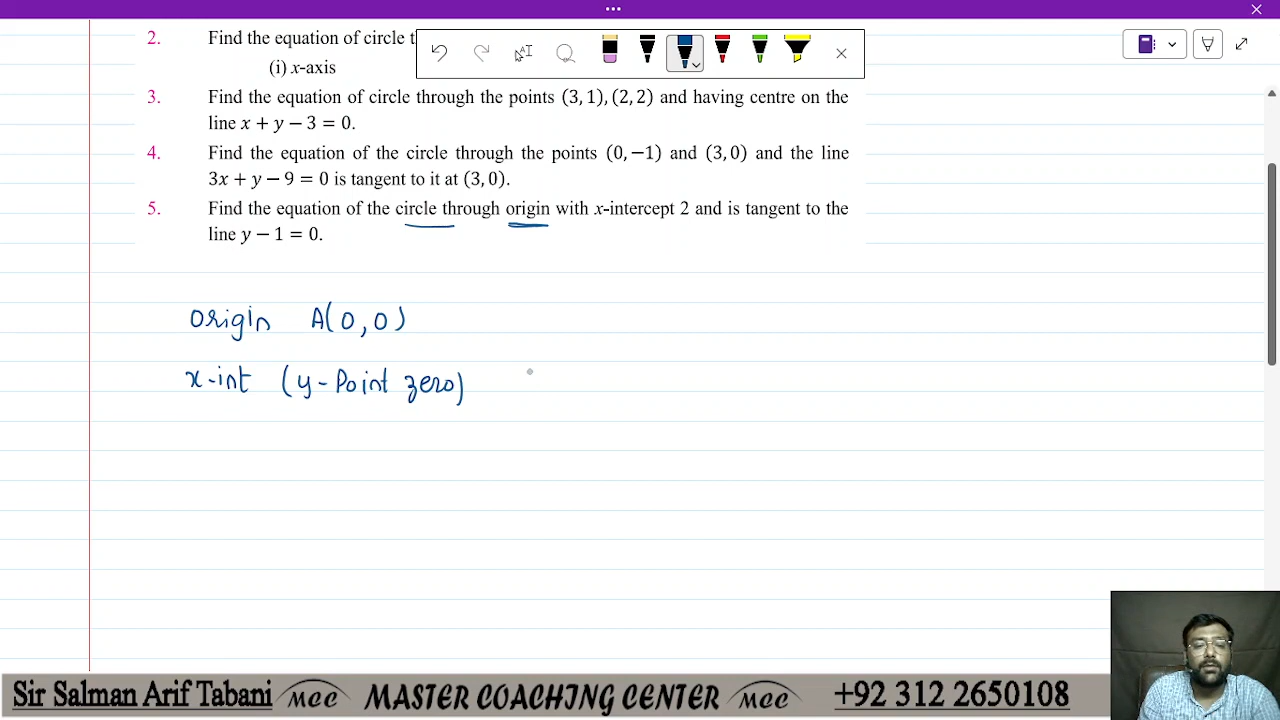 2. Find the equation of circle t
(i) x-axis
3. Find the equation of circle through the points (3, 1), (2, 2) and having centre on the
line x + y − 3 = 0.
4. Find the equation of the circle through the points (0, −1) and (3, 0) and the line
3x + y − 9 = 0 is tangent to it at (3, 0).
5. Find the equation of the circle through origin with x-intercept 2 and is tangent to the
line y − 1 = 0.
origin A(0,0)
x-int (y-Point zero)
Sir Salman Arif Tabani MCC MASTER COACHING CENTER MCC +92 312 2650108